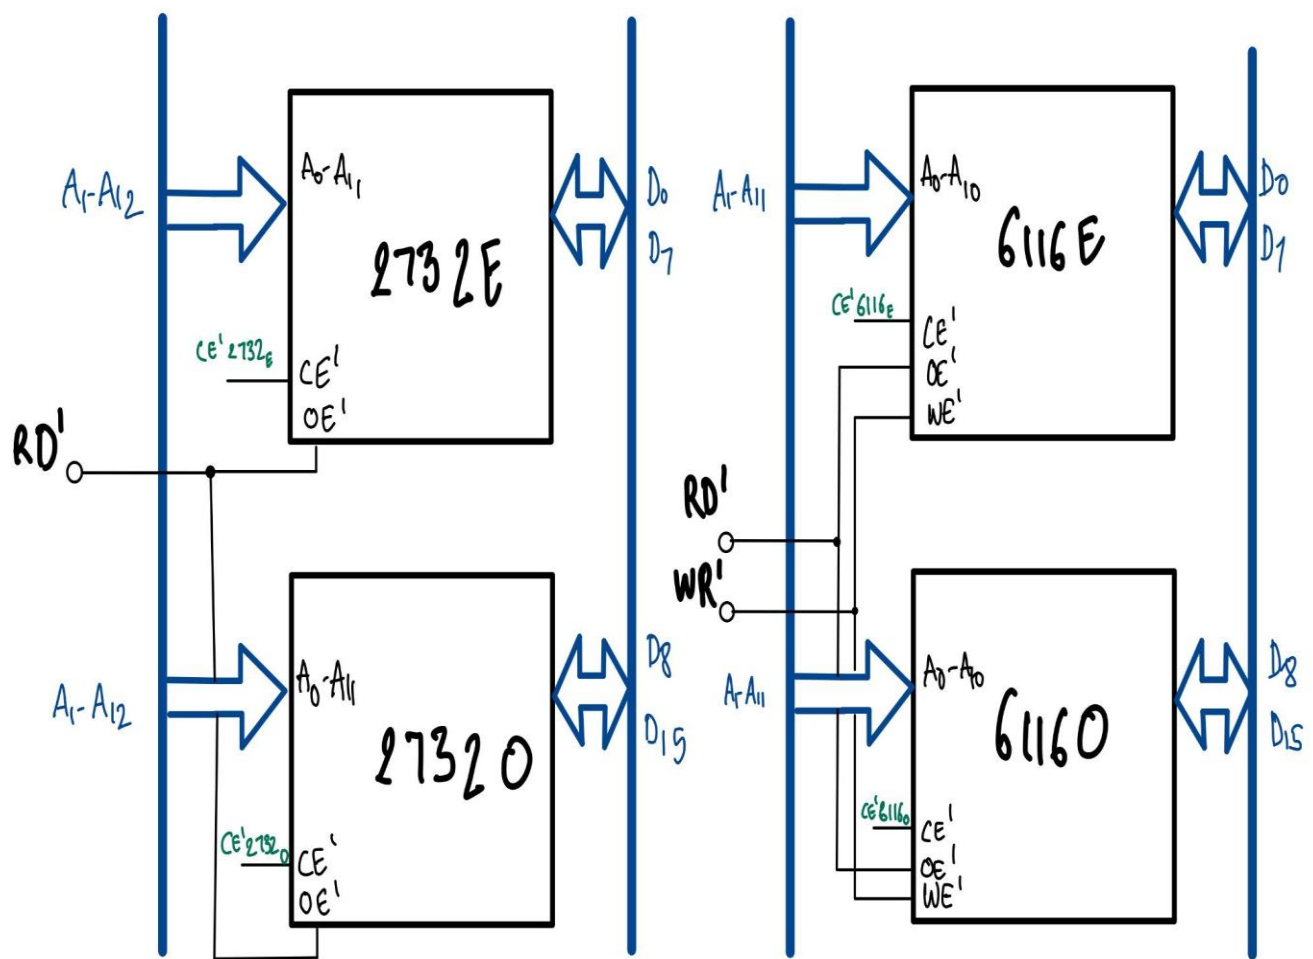 A₁-A₁₂
A₀-A₁₁
2732E
D₀
D₇
CE'2732E
CE'
OE'
RD'
A₁-A₁₂
A₀-A₁₁
2732O
D₈
D₁₅
CE'2732O
CE'
OE'
A₁-A₁₁
A₀-A₁₀
6116E
D₀
D₇
CE'6116E
CE'
OE'
WE'
RD'
WR'
A₁-A₁₁
A₀-A₁₀
6116O
D₈
D₁₅
CE'6116O
CE'
OE'
WE'